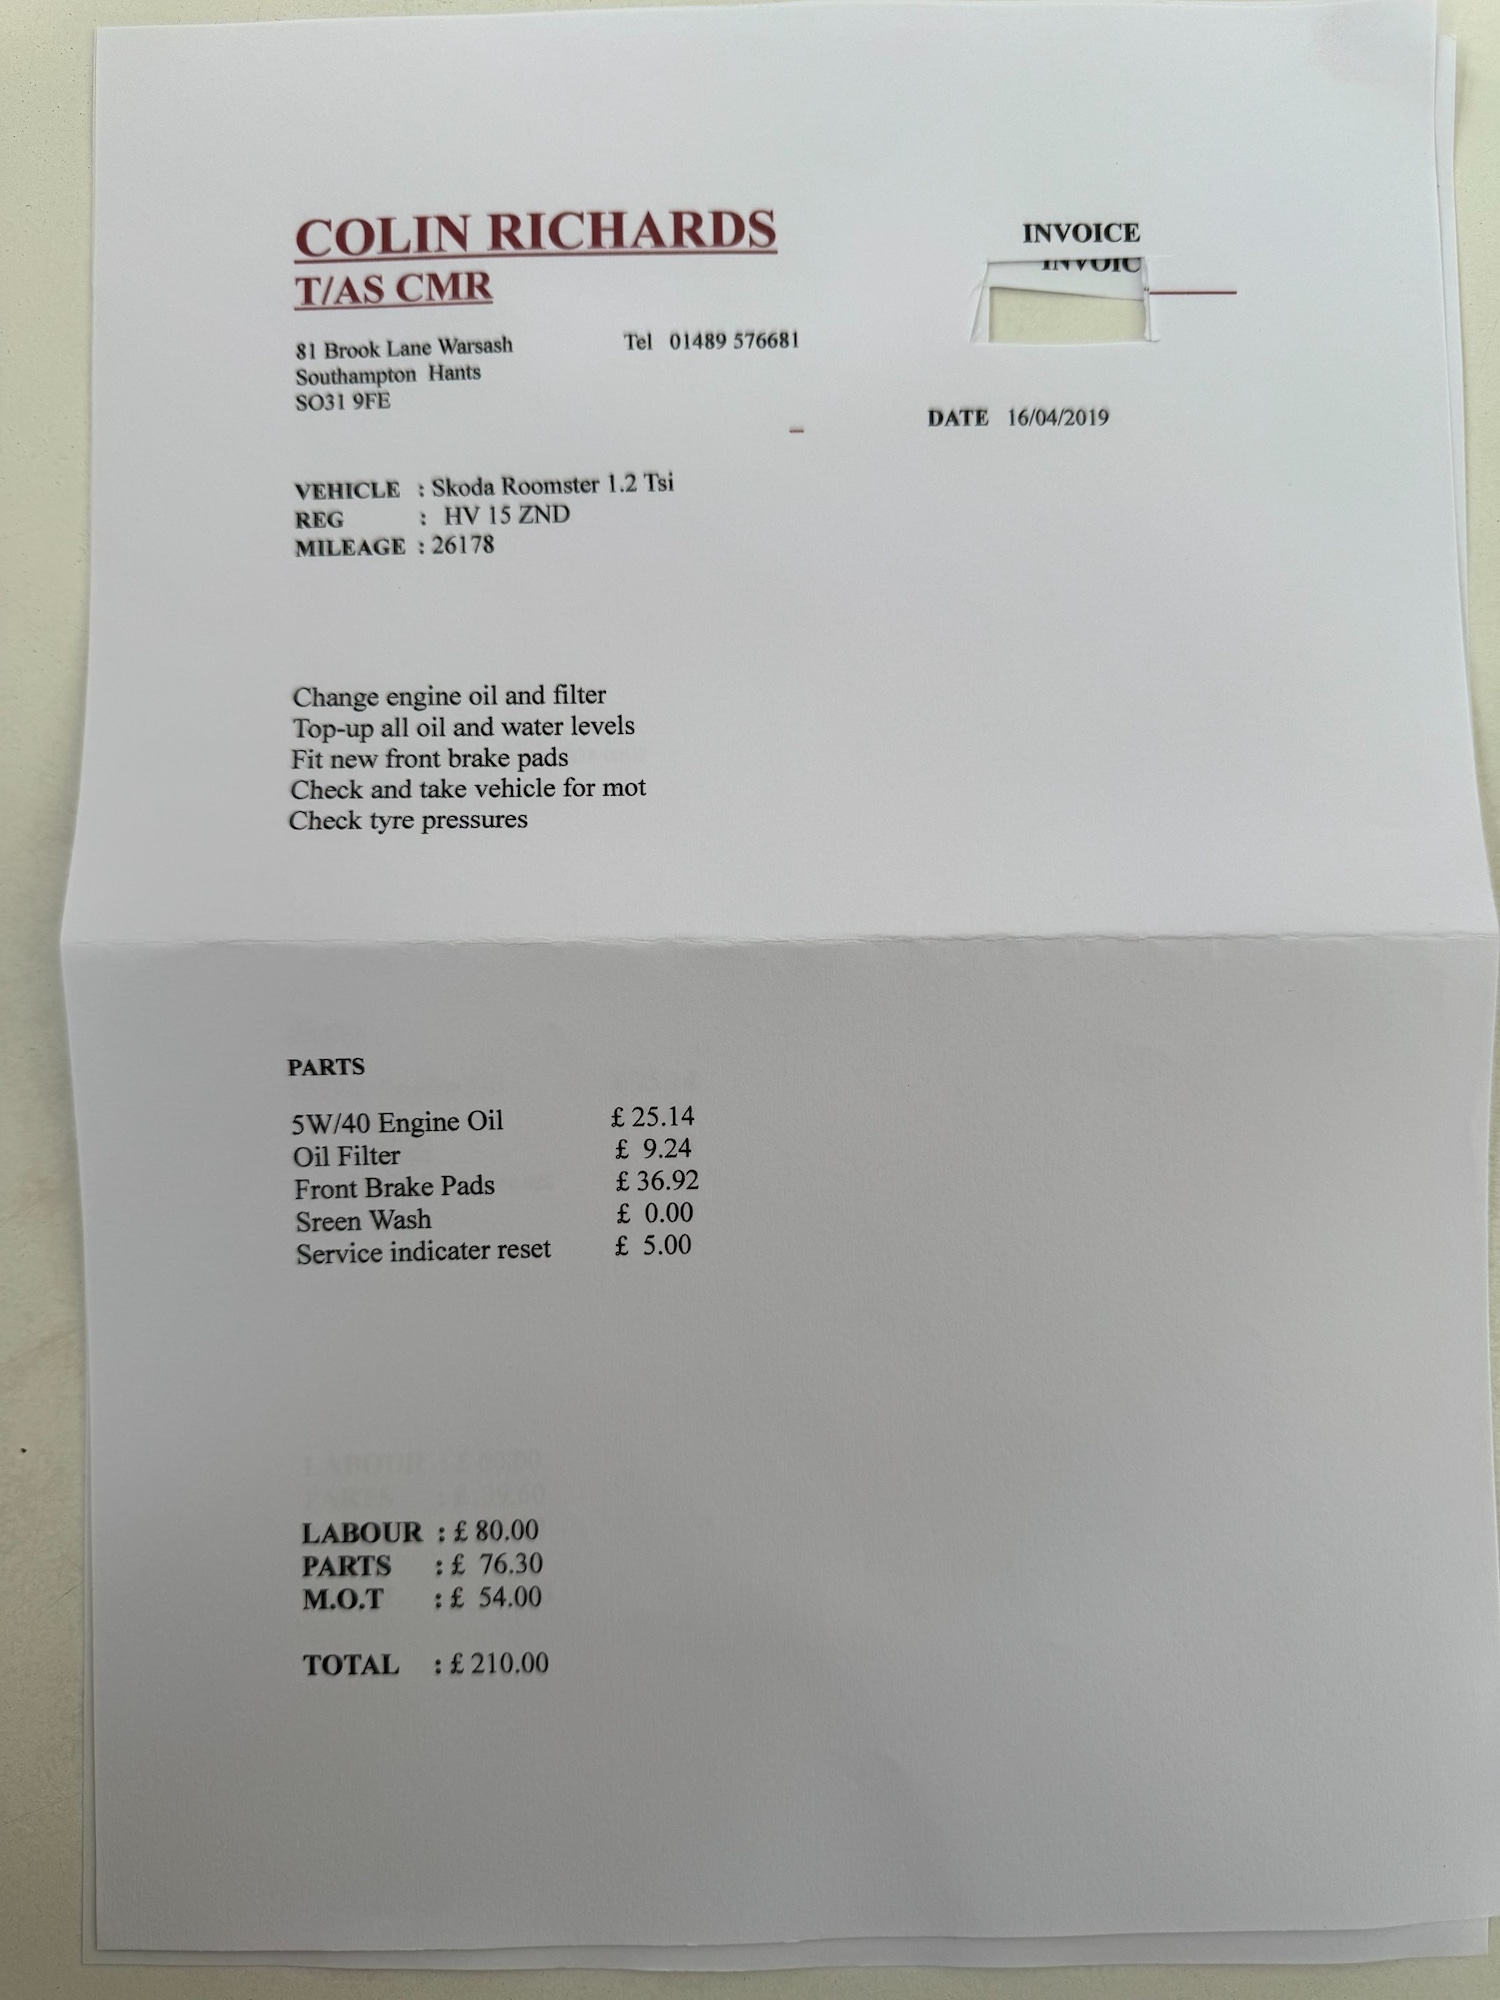 COLIN RICHARDS
T/AS CMR
INVOICE
INVOIC
81 Brook Lane Warsash
Southampton Hants
SO31 9FE
Tel 01489 576681
DATE 16/04/2019
VEHICLE : Skoda Roomster 1.2 Tsi
REG : HV 15 ZND
MILEAGE : 26178
Change engine oil and filter
Top-up all oil and water levels
Fit new front brake pads
Check and take vehicle for mot
Check tyre pressures
PARTS
5W/40 Engine Oil £ 25.14
Oil Filter £ 9.24
Front Brake Pads £ 36.92
Sreen Wash £ 0.00
Service indicater reset £ 5.00
LABOUR : £ 80.00
PARTS : £ 76.30
M.O.T : £ 54.00
TOTAL : £ 210.00